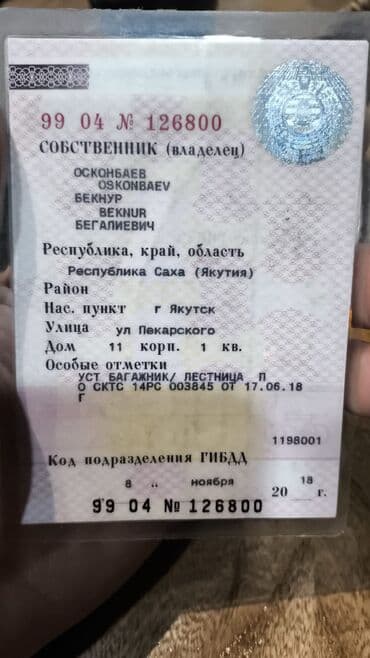 99 04 № 126800
СОБСТВЕННИК (владелец)
ОСКОНБАЕВ
OSKONBAEV
БЕКНУР
BEKNUR
БЕГАЛИЕВИЧ
Республика, край, область
Республика Саха (Якутия)
Район
Нас. пункт г Якутск
Улица ул Пекарского
Дом 11 корп. 1 кв.
Особые отметки
УСТ БАГАЖНИК/ ЛЕСТНИЦА П
О СКТС 14РС 003845 ОТ 17.06.18
Г
1198001
Код подразделения ГИБДД
8 " ноября 20 18 г.
99 04 № 126800